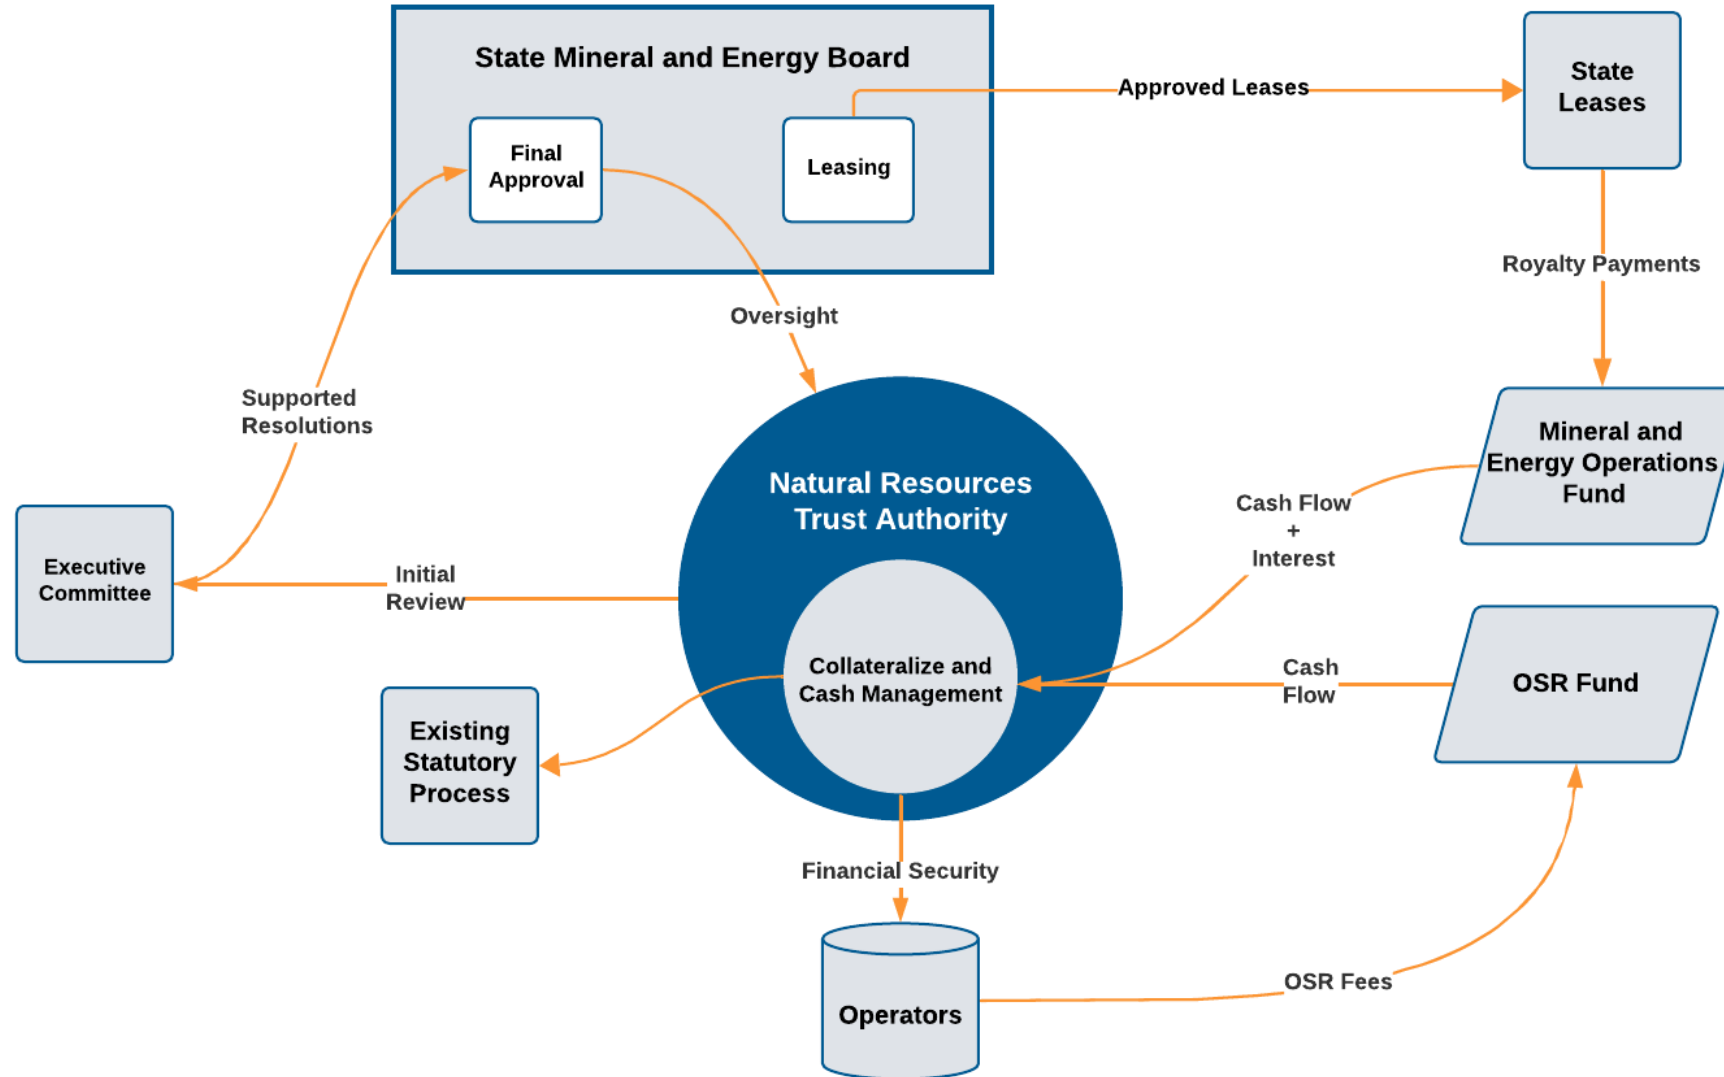 State Mineral and Energy Board
Final
Approval
Leasing
Approved Leases
State
Leases
Royalty Payments
Oversight
Supported
Resolutions
Mineral and
Energy Operations
Fund
Natural Resources
Trust Authority
Cash Flow
+
Interest
Executive
Committee
Initial
Review
Collateralize and
Cash Management
Cash
Flow
OSR Fund
Existing
Statutory
Process
Financial Security
OSR Fees
Operators